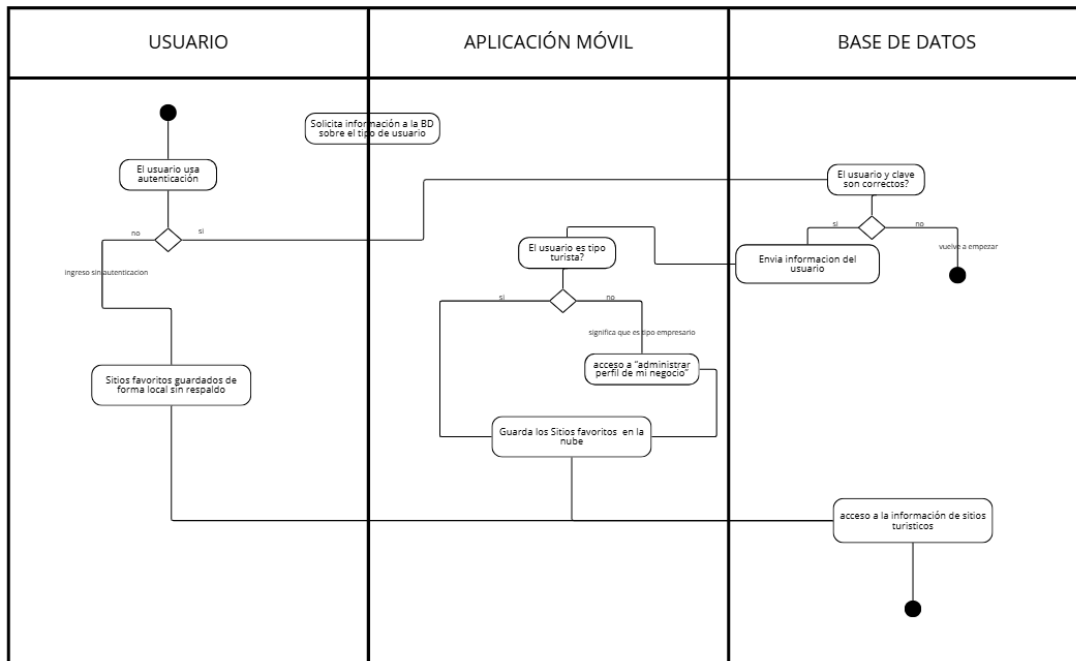 USUARIO
APLICACIÓN MÓVIL
BASE DE DATOS
Solicita información a la BD
sobre el tipo de usuario
El usuario usa
autenticación
El usuario y clave
son correctos?
no
si
si
no
El usuario es tipo
turista?
Envia informacion del
usuario
vuelve a empezar
ingreso sin autenticacion
si
no
significa que es tipo empresario
acceso a “administrar
perfil de mi negocio”
Sitios favoritos guardados de
forma local sin respaldo
Guarda los Sitios favoritos en la
nube
acceso a la información de sitios
turisticos